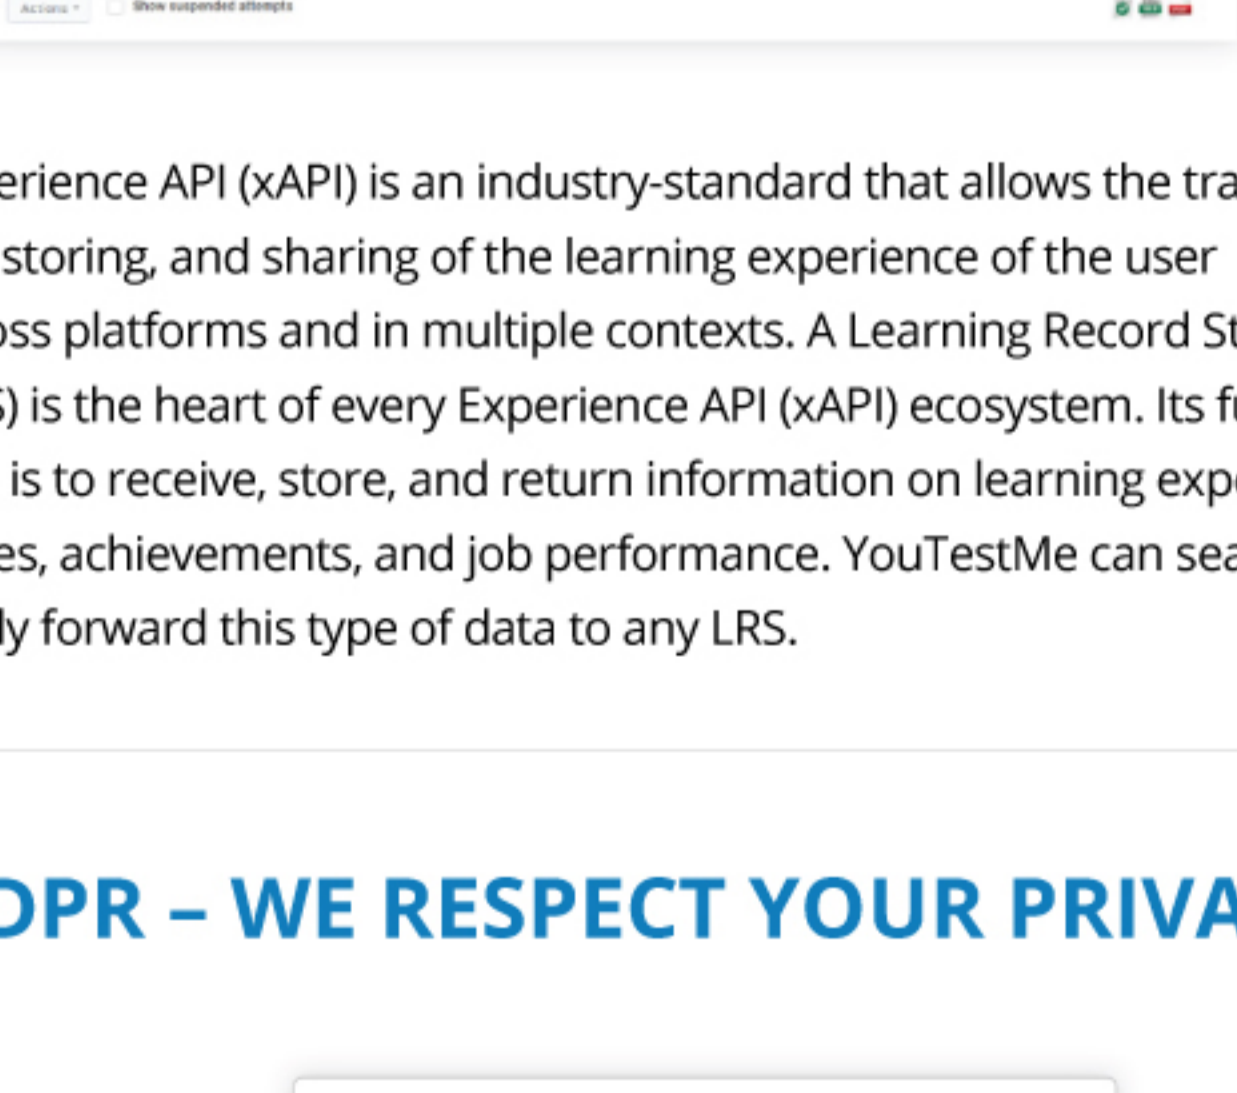 Actions
Show suspended attempts
erience API (xAPI) is an industry-standard that allows the tra
storing, and sharing of the learning experience of the user
oss platforms and in multiple contexts. A Learning Record St
S) is the heart of every Experience API (xAPI) ecosystem. Its fu
is to receive, store, and return information on learning expe
es, achievements, and job performance. YouTestMe can sea
ly forward this type of data to any LRS.
DPR – WE RESPECT YOUR PRIVA